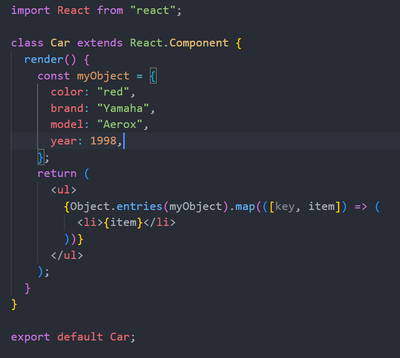 import React from "react";

class Car extends React.Component {
  render() {
    const myObject = {
      color: "red",
      brand: "Yamaha",
      model: "Aerox",
      year: 1998,
    };
    return (
      <ul>
        {Object.entries(myObject).map(([key, item]) => (
          <li>{item}</li>
        ))}
      </ul>
    );
  }
}

export default Car;